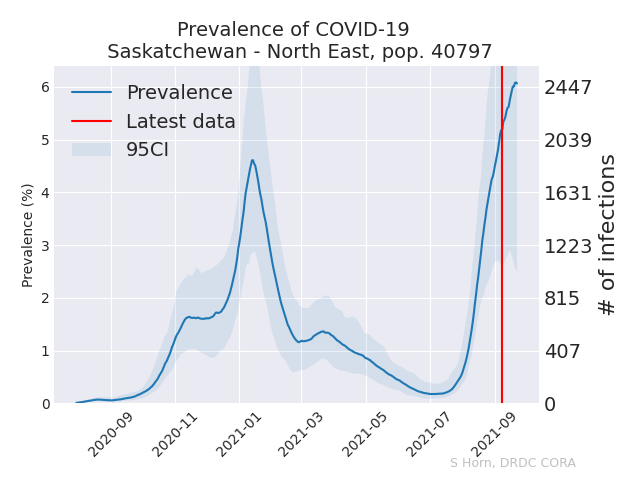 Prevalence of COVID-19
Saskatchewan - North East, pop. 40797
Prevalence
Latest data
95CI
Prevalence (%)
6
5
4
3
2
1
0
2447
2039
1631
1223
815
407
0
# of infections
2020-09
2020-11
2021-01
2021-03
2021-05
2021-07
2021-09
S Horn, DRDC CORA